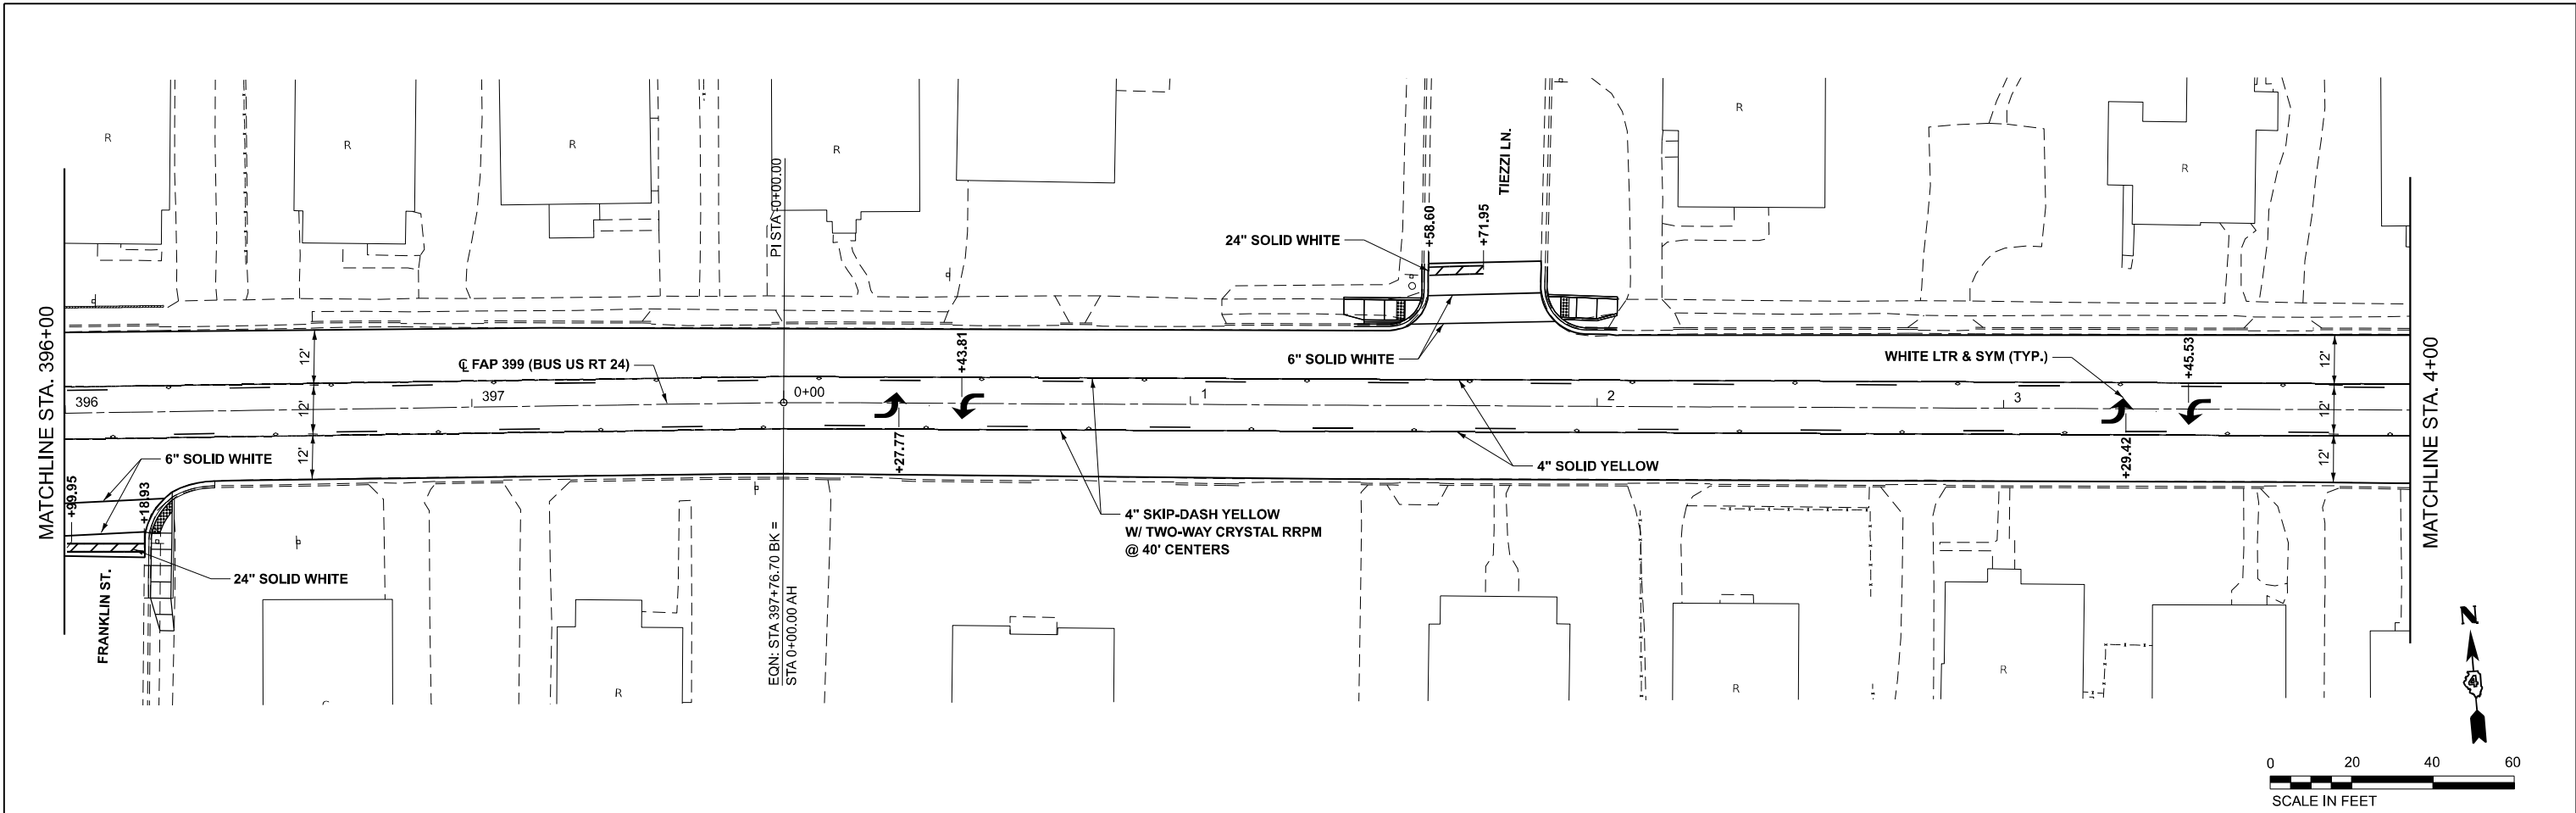 R
R
R
R
R
R
PI STA 0+00.00
TIEZZI LN.
+58.60
+71.95
24" SOLID WHITE
MATCHLINE STA. 396+00
12'
12'
12'
℄ FAP 399 (BUS US RT 24)
+43.81
6" SOLID WHITE
WHITE LTR & SYM (TYP.)
+45.53
12'
12'
12'
MATCHLINE STA. 4+00
396
397
0+00
1
2
3
+27.77
+29.42
6" SOLID WHITE
4" SOLID YELLOW
+99.95
+18.93
4" SKIP-DASH YELLOW
W/ TWO-WAY CRYSTAL RRPM
@ 40' CENTERS
24" SOLID WHITE
FRANKLIN ST.
EQN: STA 397+76.70 BK =
STA 0+00.00 AH
R
R
R
N
4
0 20 40 60
SCALE IN FEET